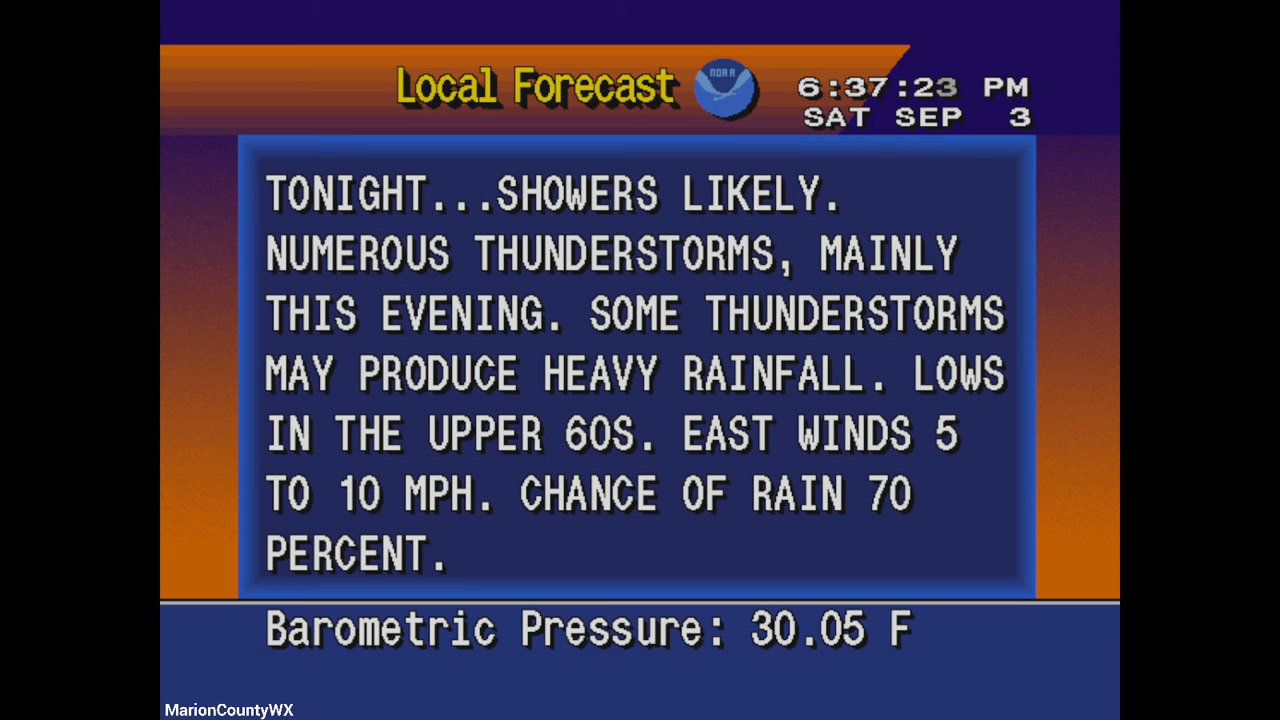 Local Forecast
NOAA
6:37:23 PM
SAT SEP 3
TONIGHT...SHOWERS LIKELY.
NUMEROUS THUNDERSTORMS, MAINLY
THIS EVENING. SOME THUNDERSTORMS
MAY PRODUCE HEAVY RAINFALL. LOWS
IN THE UPPER 60S. EAST WINDS 5
TO 10 MPH. CHANCE OF RAIN 70
PERCENT.
Barometric Pressure: 30.05 F
MarionCountyWX